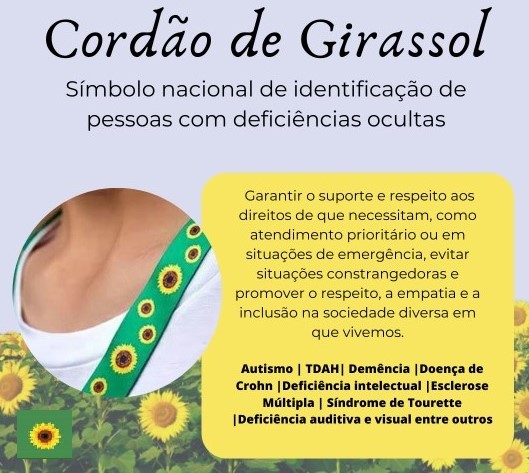 Cordão de Girassol
Símbolo nacional de identificação de
pessoas com deficiências ocultas
Garantir o suporte e respeito aos
direitos de que necessitam, como
atendimento prioritário ou em
situações de emergência, evitar
situações constrangedoras e
promover o respeito, a empatia e a
inclusão na sociedade diversa em
que vivemos.
Autismo | TDAH| Demência |Doença de
Crohn |Deficiência intelectual |Esclerose
Múltipla | Síndrome de Tourette
|Deficiência auditiva e visual entre outros